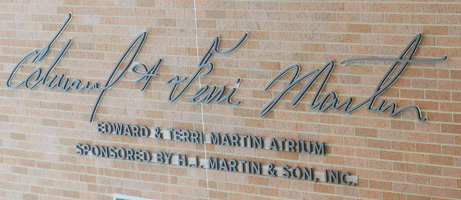 Edward & Terri Martin
EDWARD & TERRI MARTIN ATRIUM
SPONSORED BY H.J. MARTIN & SON, INC.